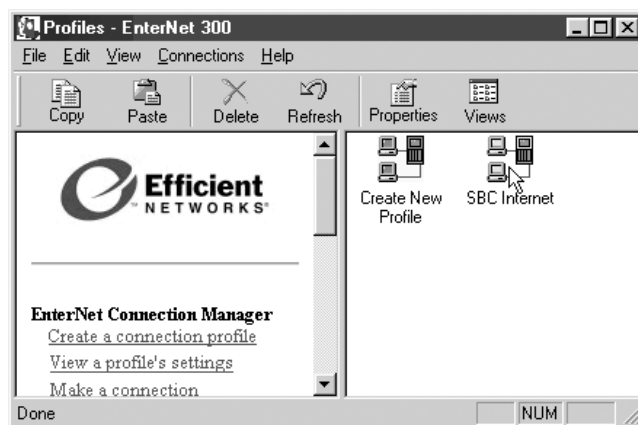 Profiles - EnterNet 300
File Edit View Connections Help
Copy Paste Delete Refresh Properties Views
Efficient
NETWORKS
EnterNet Connection Manager
Create a connection profile
View a profile's settings
Make a connection
Create New
Profile
SBC Internet
Done
NUM